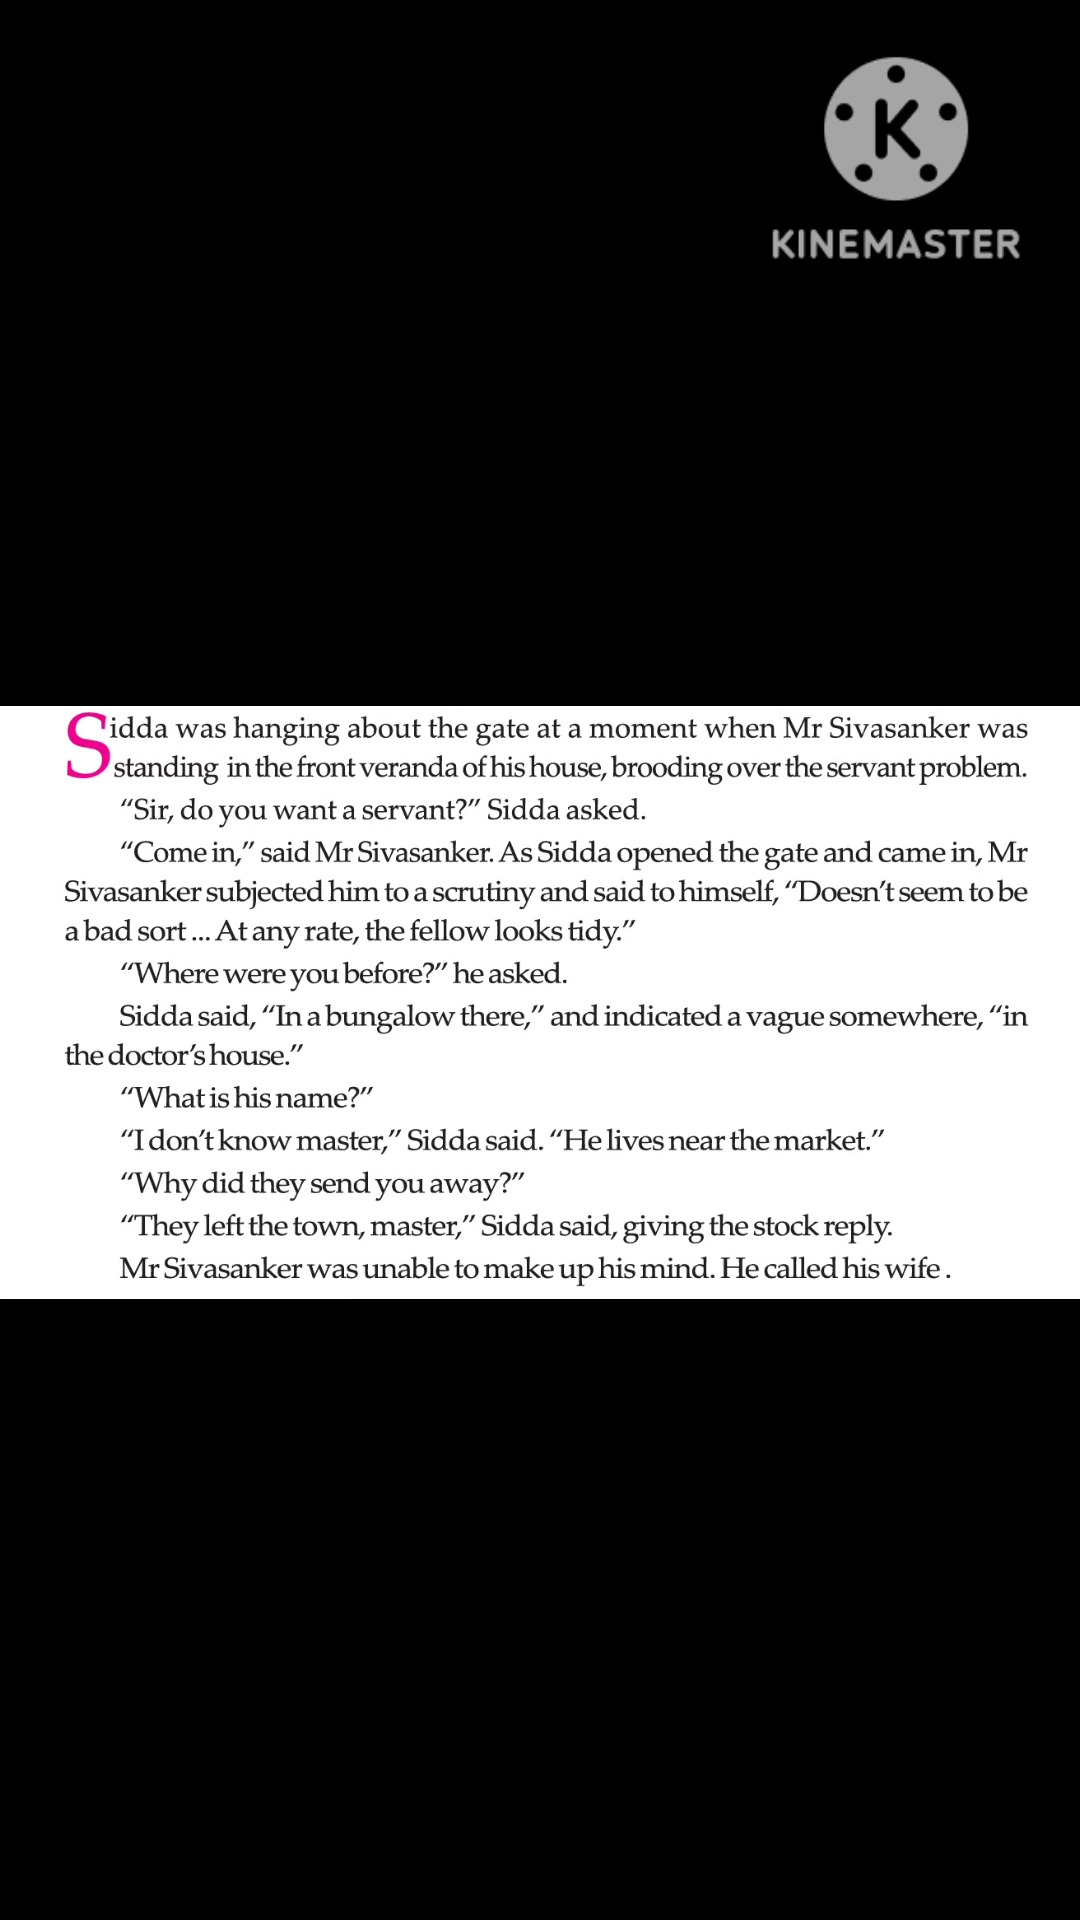 K
KINEMASTER
Sidda was hanging about the gate at a moment when Mr Sivasanker was
standing in the front veranda of his house, brooding over the servant problem.
“Sir, do you want a servant?” Sidda asked.
“Come in,” said Mr Sivasanker. As Sidda opened the gate and came in, Mr
Sivasanker subjected him to a scrutiny and said to himself, “Doesn’t seem to be
a bad sort ... At any rate, the fellow looks tidy.”
“Where were you before?” he asked.
Sidda said, “In a bungalow there,” and indicated a vague somewhere, “in
the doctor’s house.”
“What is his name?”
“I don’t know master,” Sidda said. “He lives near the market.”
“Why did they send you away?”
“They left the town, master,” Sidda said, giving the stock reply.
Mr Sivasanker was unable to make up his mind. He called his wife .